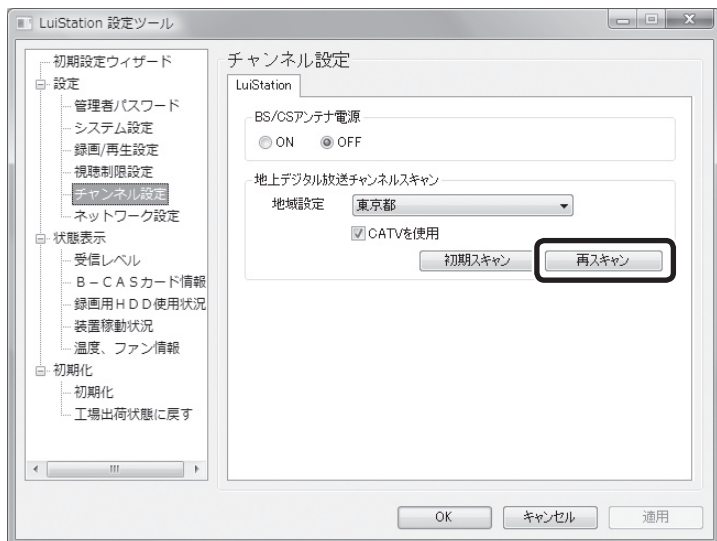 LuiStation 設定ツール
初期設定ウィザード
設定
管理者パスワード
システム設定
録画/再生設定
視聴制限設定
チャンネル設定
ネットワーク設定
状態表示
受信レベル
B－CASカード情報
録画用HDD使用状況
装置稼動状況
温度、ファン情報
初期化
初期化
工場出荷状態に戻す
チャンネル設定
LuiStation
BS/CSアンテナ電源
ON OFF
地上デジタル放送チャンネルスキャン
地域設定 東京都
CATVを使用
初期スキャン 再スキャン
OK キャンセル 適用